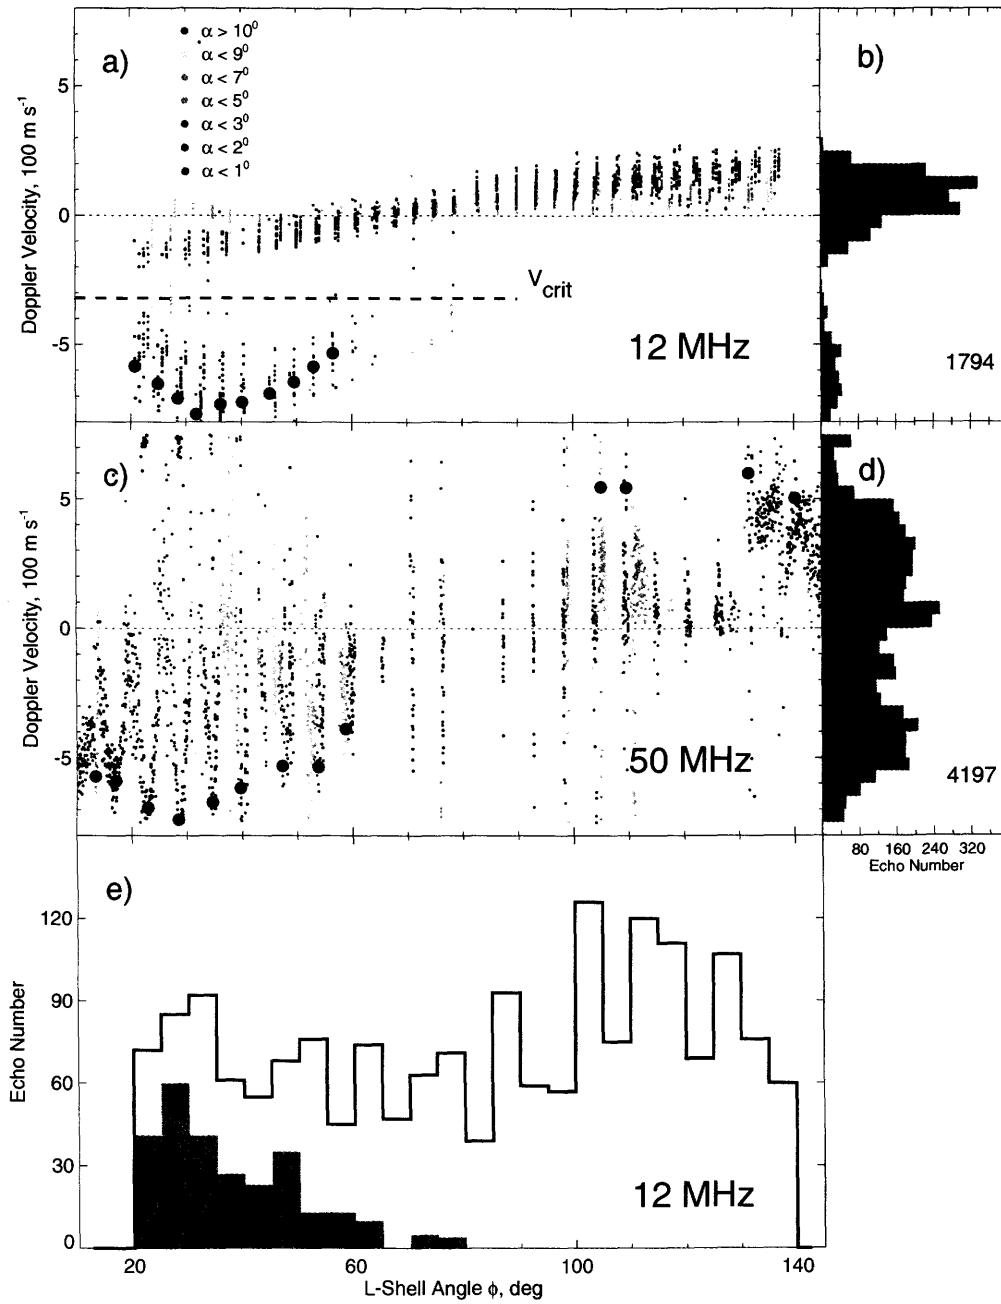 a)
α > 10⁰
α < 9⁰
α < 7⁰
α < 5⁰
α < 3⁰
α < 2⁰
α < 1⁰
b)
5
0
-5
Doppler Velocity, 100 m s⁻¹
Vcrit
12 MHz
1794
c)
d)
5
0
-5
Doppler Velocity, 100 m s⁻¹
50 MHz
4197
80 160 240 320
Echo Number
e)
120
90
60
30
0
Echo Number
12 MHz
20 60 100 140
L-Shell Angle ϕ, deg